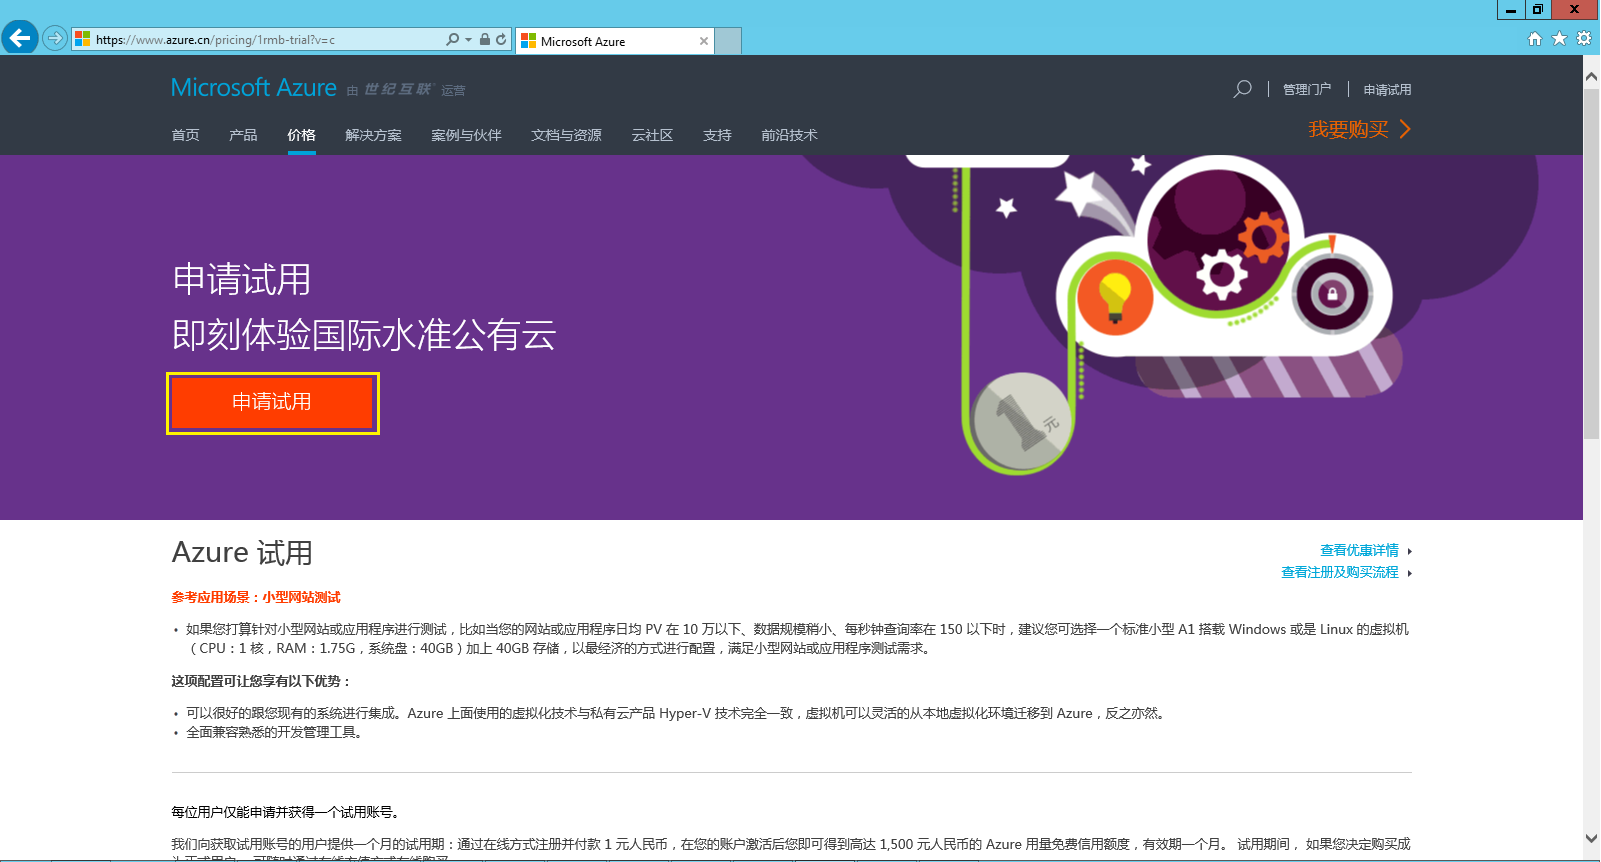 https://www.azure.cn/pricing/1rmb-trial?v=c
Microsoft Azure
Microsoft Azure 由 世纪互联 运营
管理门户
申请试用
首页 产品 价格 解决方案 案例与伙伴 文档与资源 云社区 支持 前沿技术
我要购买
申请试用
即刻体验国际水准公有云
申请试用
1元
Azure 试用
查看优惠详情
查看注册及购买流程
参考应用场景：小型网站测试
• 如果您打算针对小型网站或应用程序进行测试，比如当您的网站或应用程序日均 PV 在 10 万以下、数据规模稍小、每秒钟查询率在 150 以下时，建议您可选择一个标准小型 A1 搭载 Windows 或是 Linux 的虚拟机
（CPU：1 核，RAM：1.75G，系统盘：40GB）加上 40GB 存储，以最经济的方式进行配置，满足小型网站或应用程序测试需求。
这项配置可让您享有以下优势：
• 可以很好的跟您现有的系统进行集成。Azure 上面使用的虚拟化技术与私有云产品 Hyper-V 技术完全一致，虚拟机可以灵活的从本地虚拟化环境迁移到 Azure，反之亦然。
• 全面兼容熟悉的开发管理工具。
每位用户仅能申请并获得一个试用账号。
我们向获取试用账号的用户提供一个月的试用期：通过在线方式注册并付款 1 元人民币，在您的账户激活后您即可得到高达 1,500 元人民币的 Azure 用量免费信用额度，有效期一个月。 试用期间， 如果您决定购买成